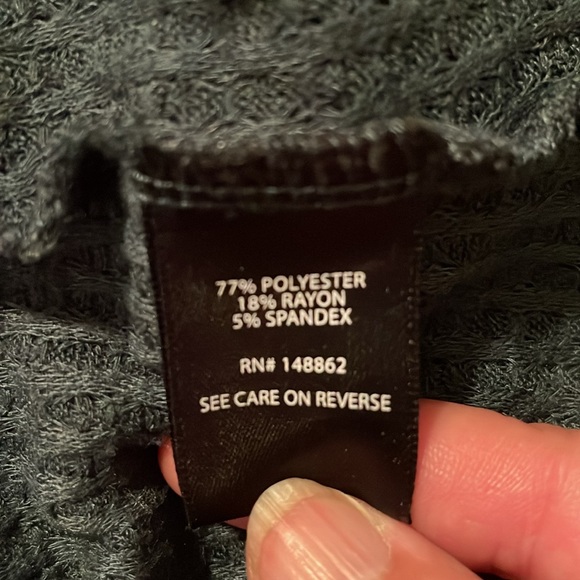 77% POLYESTER
18% RAYON
5% SPANDEX
RN# 148862
SEE CARE ON REVERSE